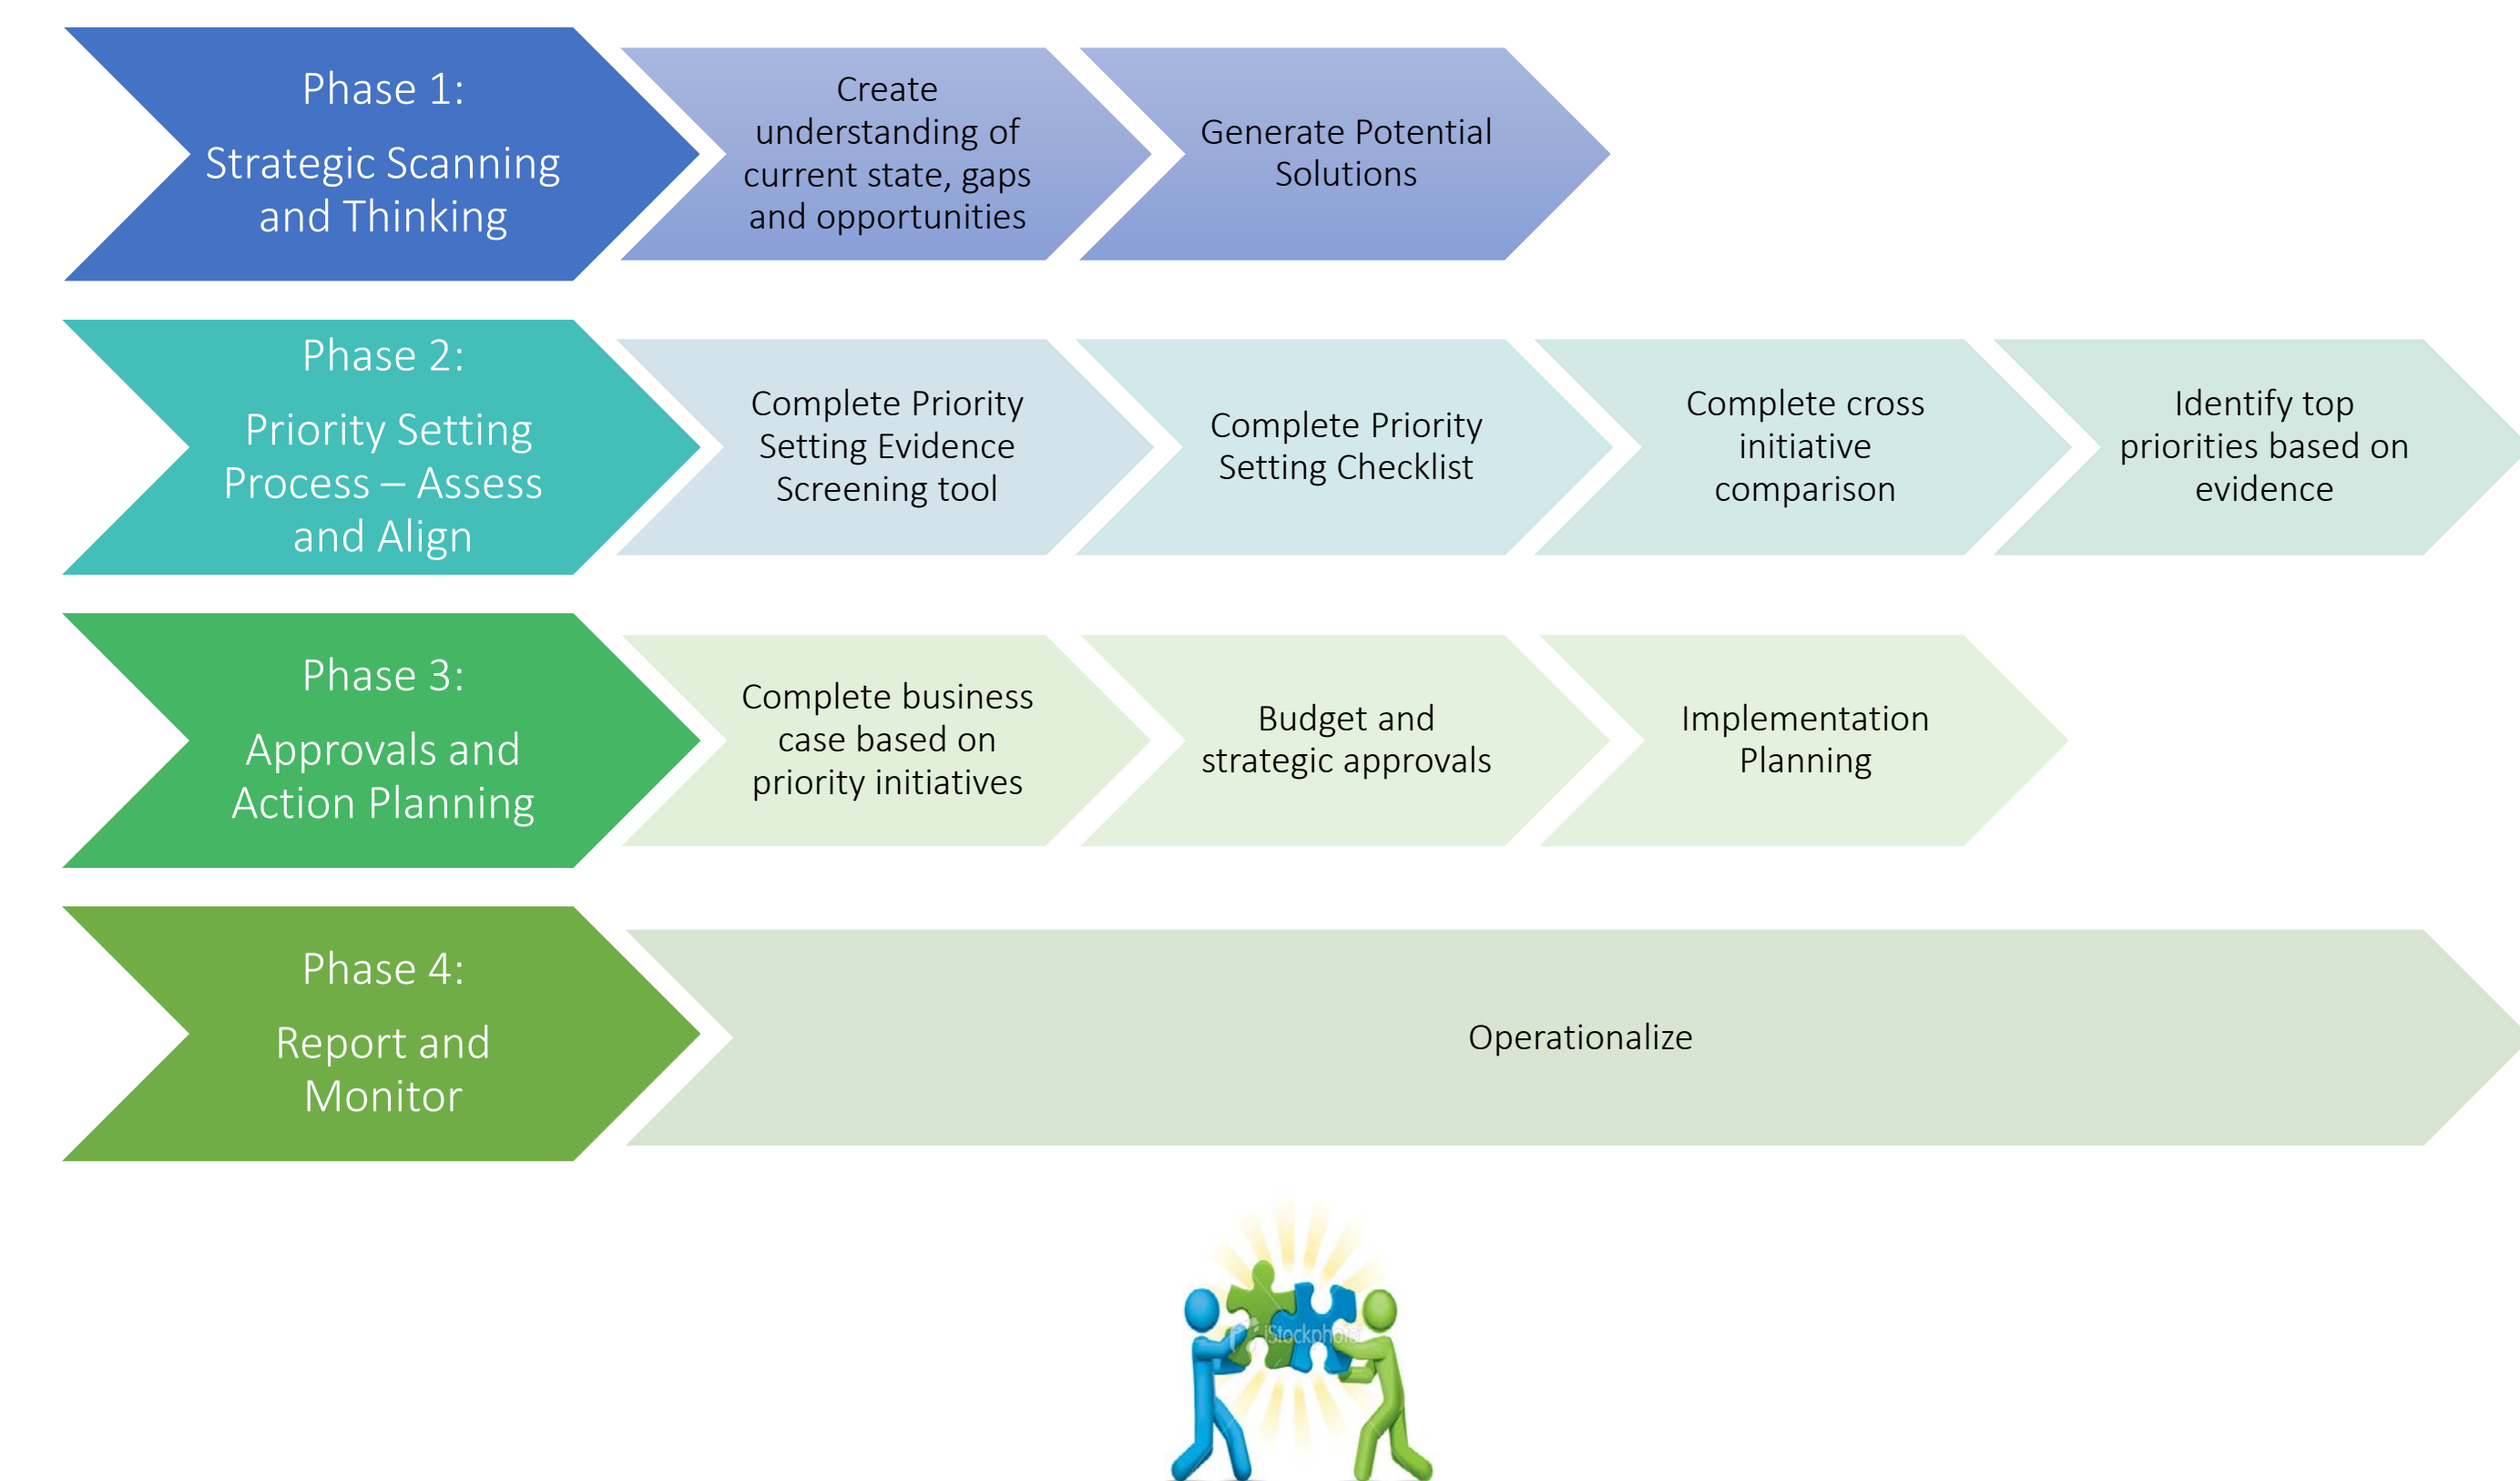 Phase 1:
Strategic Scanning
and Thinking
Create
understanding of
current state, gaps
and opportunities
Generate Potential
Solutions
Phase 2:
Priority Setting
Process – Assess
and Align
Complete Priority
Setting Evidence
Screening tool
Complete Priority
Setting Checklist
Complete cross
initiative
comparison
Identify top
priorities based on
evidence
Phase 3:
Approvals and
Action Planning
Complete business
case based on
priority initiatives
Budget and
strategic approvals
Implementation
Planning
Phase 4:
Report and
Monitor
Operationalize
iStockphoto